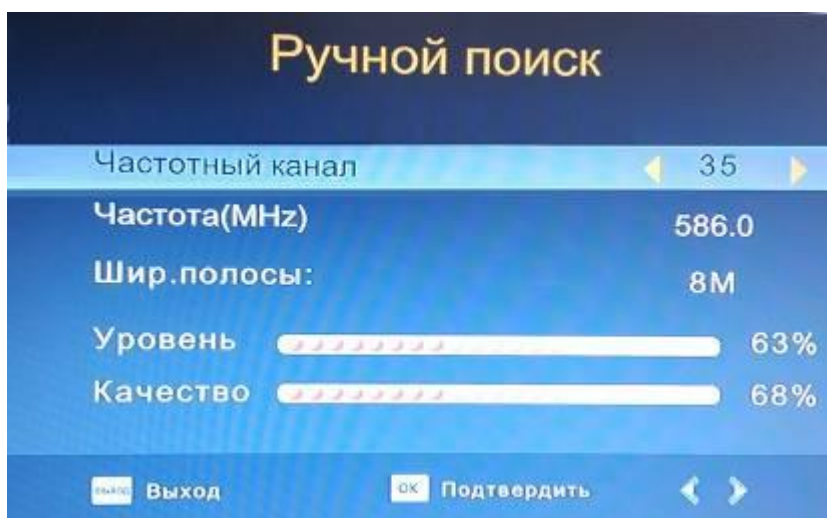 Ручной поиск
Частотный канал 35
Частота(MHz) 586.0
Шир.полосы: 8M
Уровень 63%
Качество 68%
Выход OK Подтвердить